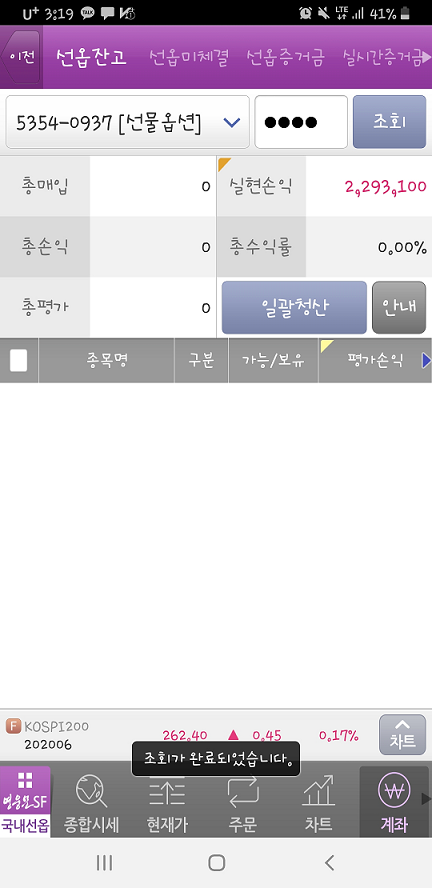 U+ 3:19 TALK LTE 41%
이전 선옵잔고 선옵미체결 선옵증거금 실시간증거금
5354-0937 [선물옵션] ●●●● 조회
총매입 0 실현손익 2,293,100
총손익 0 총수익률 0.00%
총평가 0 일괄청산 안내
종목명 구분 가능/보유 평가손익
F KOSPI200 262.40 ▲ 0.45 0.17% 차트
202006
조회가 완료되었습니다.
영웅문SF
국내선옵 종합시세 현재가 주문 차트 계좌